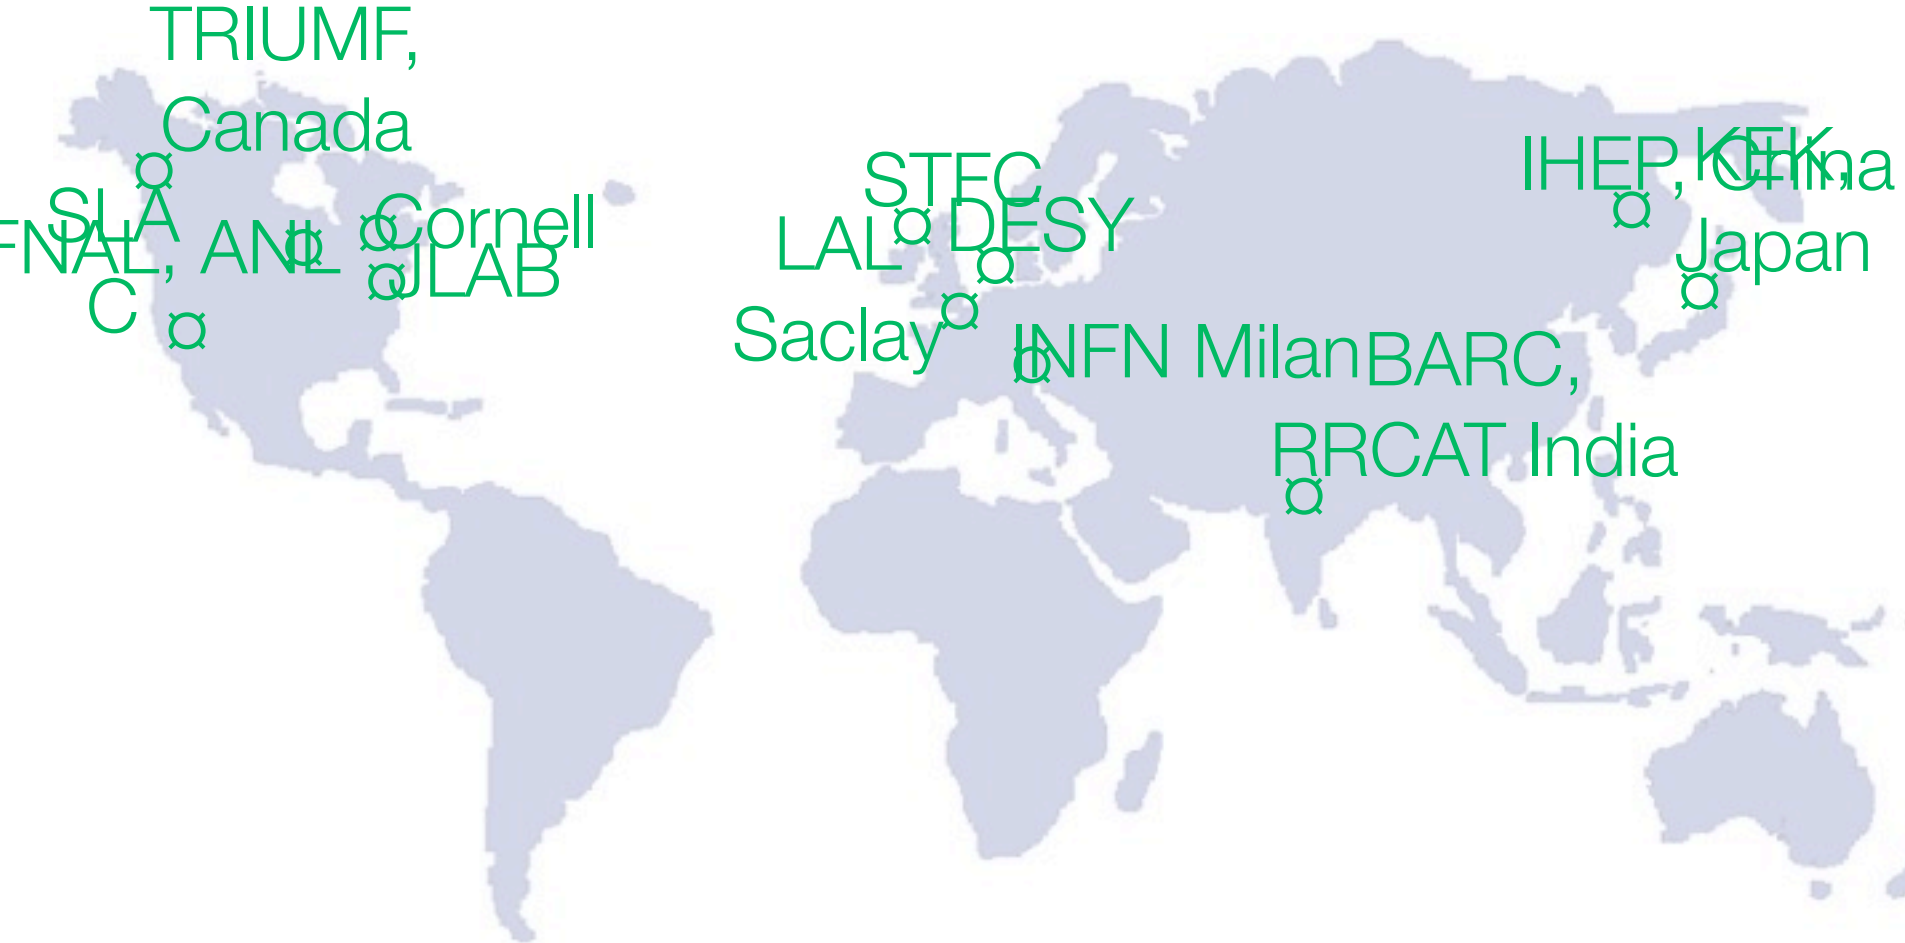 TRIUMF,
Canada
SLA
C
FNAL, ANL
Cornell
JLAB
STFC
LAL
DESY
Saclay
INFN Milan
BARC,
RRCAT India
IHEP, China
KEK,
Japan